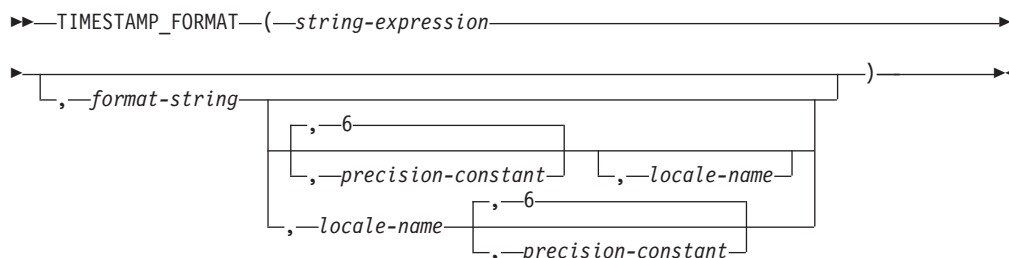 TIMESTAMP_FORMAT ( string-expression
)
, format-string
, 6
, precision-constant , locale-name
, 6
, locale-name
, precision-constant